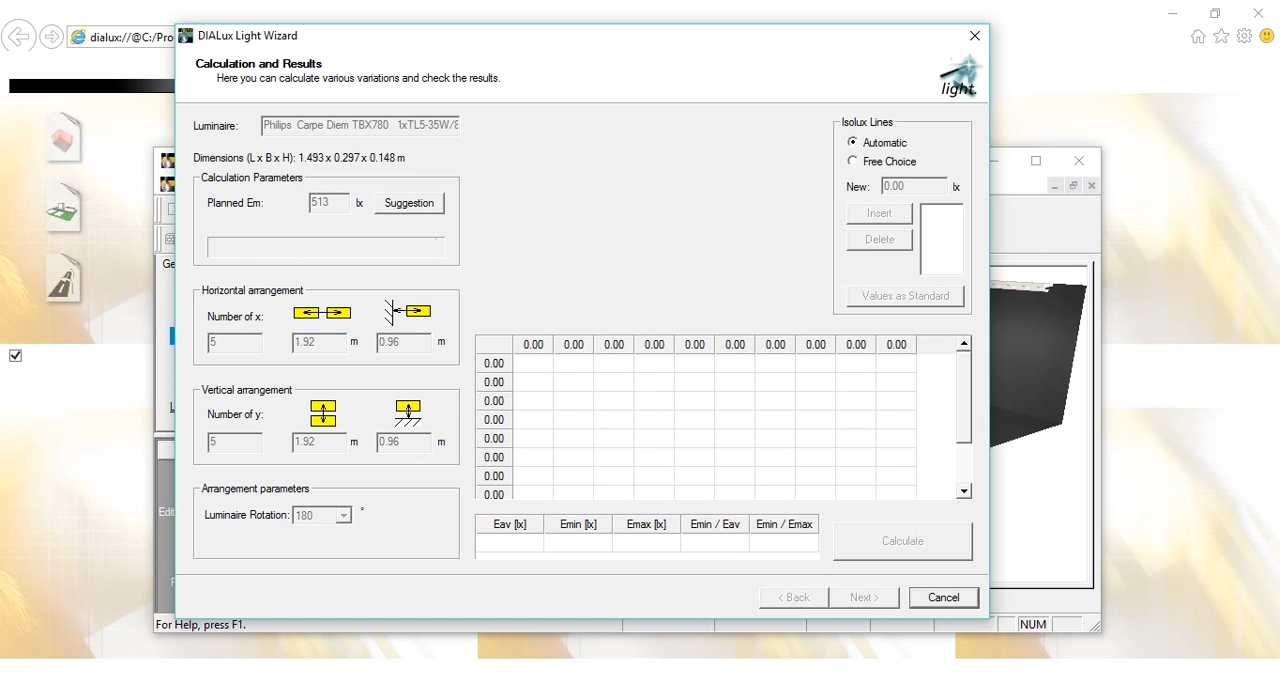 dialux://@C:/Pro
DIALux Light Wizard
Calculation and Results
Here you can calculate various variations and check the results.
light.
Luminaire: Philips Carpe Diem TBX780 1xTL5-35W/8
Dimensions (L x B x H): 1.493 x 0.297 x 0.148 m
Calculation Parameters
Planned Em: 513 lx Suggestion
Horizontal arrangement
Number of x:
5 1.92 m 0.96 m
Vertical arrangement
Number of y:
5 1.92 m 0.96 m
Arrangement parameters
Luminaire Rotation: 180 °
Isolux Lines
Automatic
Free Choice
New: 0.00 lx
Insert
Delete
Values as Standard
0.00 0.00 0.00 0.00 0.00 0.00 0.00 0.00 0.00 0.00
0.00
0.00
0.00
0.00
0.00
0.00
0.00
0.00
Eav [lx] Emin [lx] Emax [lx] Emin / Eav Emin / Emax
Calculate
< Back Next > Cancel
Ge
Edit
For Help, press F1.
NUM